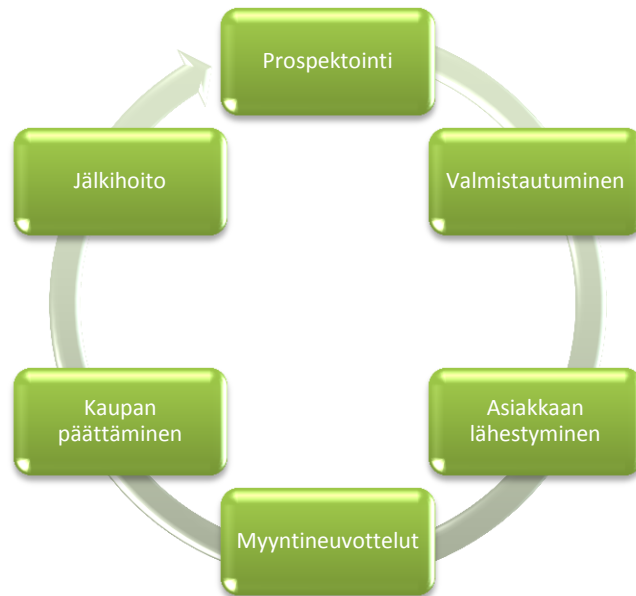 Prospektointi
Valmistautuminen
Asiakkaan
lähestyminen
Myyntineuvottelut
Kaupan
päättäminen
Jälkihoito